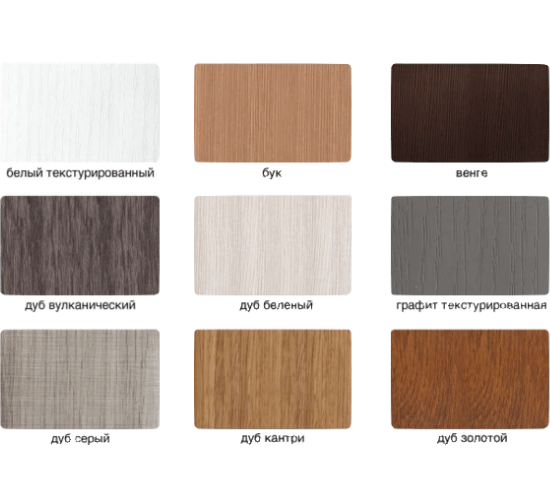 белый текстурированный
бук
венге
дуб вулканический
дуб беленый
графит текстурированная
дуб серый
дуб кантри
дуб золотой